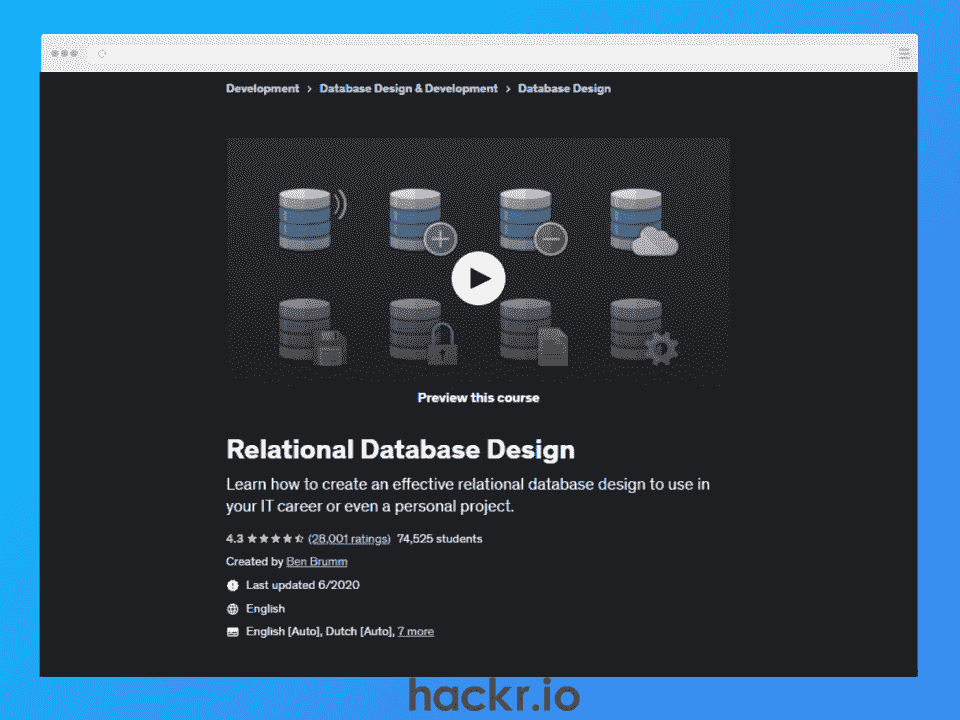 Development > Database Design & Development > Database Design
Preview this course
Relational Database Design
Learn how to create an effective relational database design to use in
your IT career or even a personal project.
4.3 (28,001 ratings) 74,525 students
Created by Ben Brumm
Last updated 6/2020
English
English [Auto], Dutch [Auto], 7 more
hackr.io